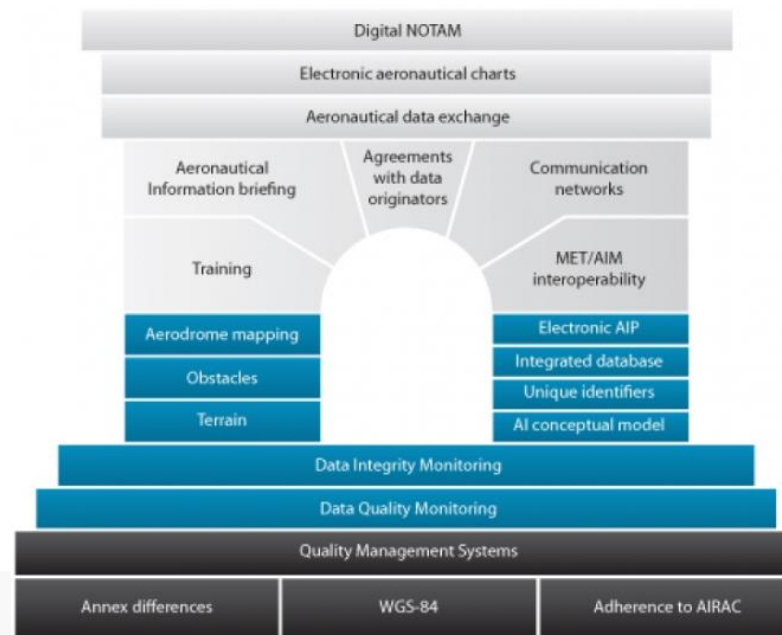 Digital NOTAM
Electronic aeronautical charts
Aeronautical data exchange
Aeronautical
Information briefing
Agreements
with data
originators
Communication
networks
Training
MET/AIM
interoperability
Aerodrome mapping
Obstacles
Terrain
Electronic AIP
Integrated database
Unique identifiers
AI conceptual model
Data Integrity Monitoring
Data Quality Monitoring
Quality Management Systems
Annex differences
WGS-84
Adherence to AIRAC